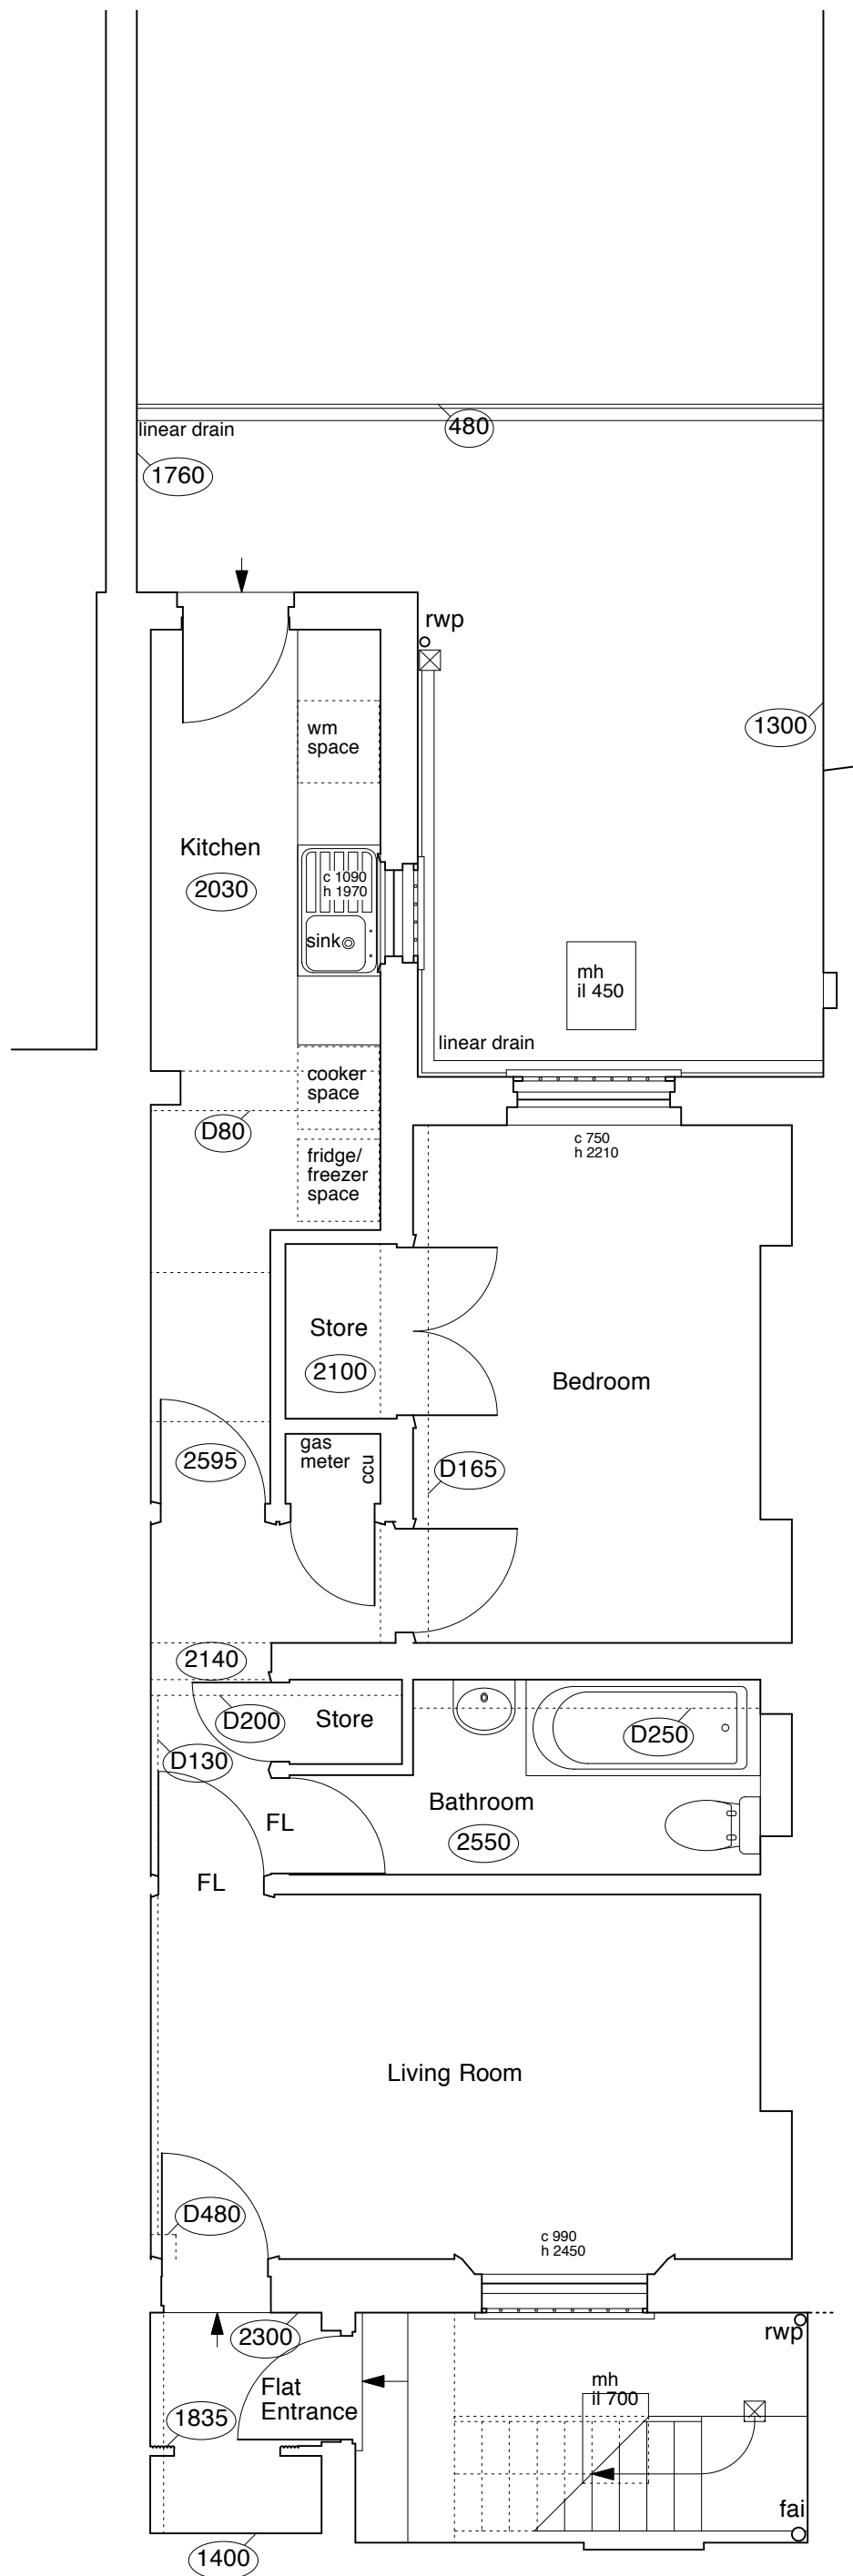 480
linear drain
1760
rwp
1300
wm
space
Kitchen
2030
c 1090
h 1970
sink
mh
il 450
linear drain
cooker
space
D80
c 750
h 2210
fridge/
freezer
space
Store
2100
Bedroom
gas
meter
ccu
2595
D165
2140
D200
Store
D250
D130
Bathroom
2550
FL
FL
Living Room
D480
c 990
h 2450
2300
rwp
Flat
Entrance
mh
il 700
1835
fai
1400